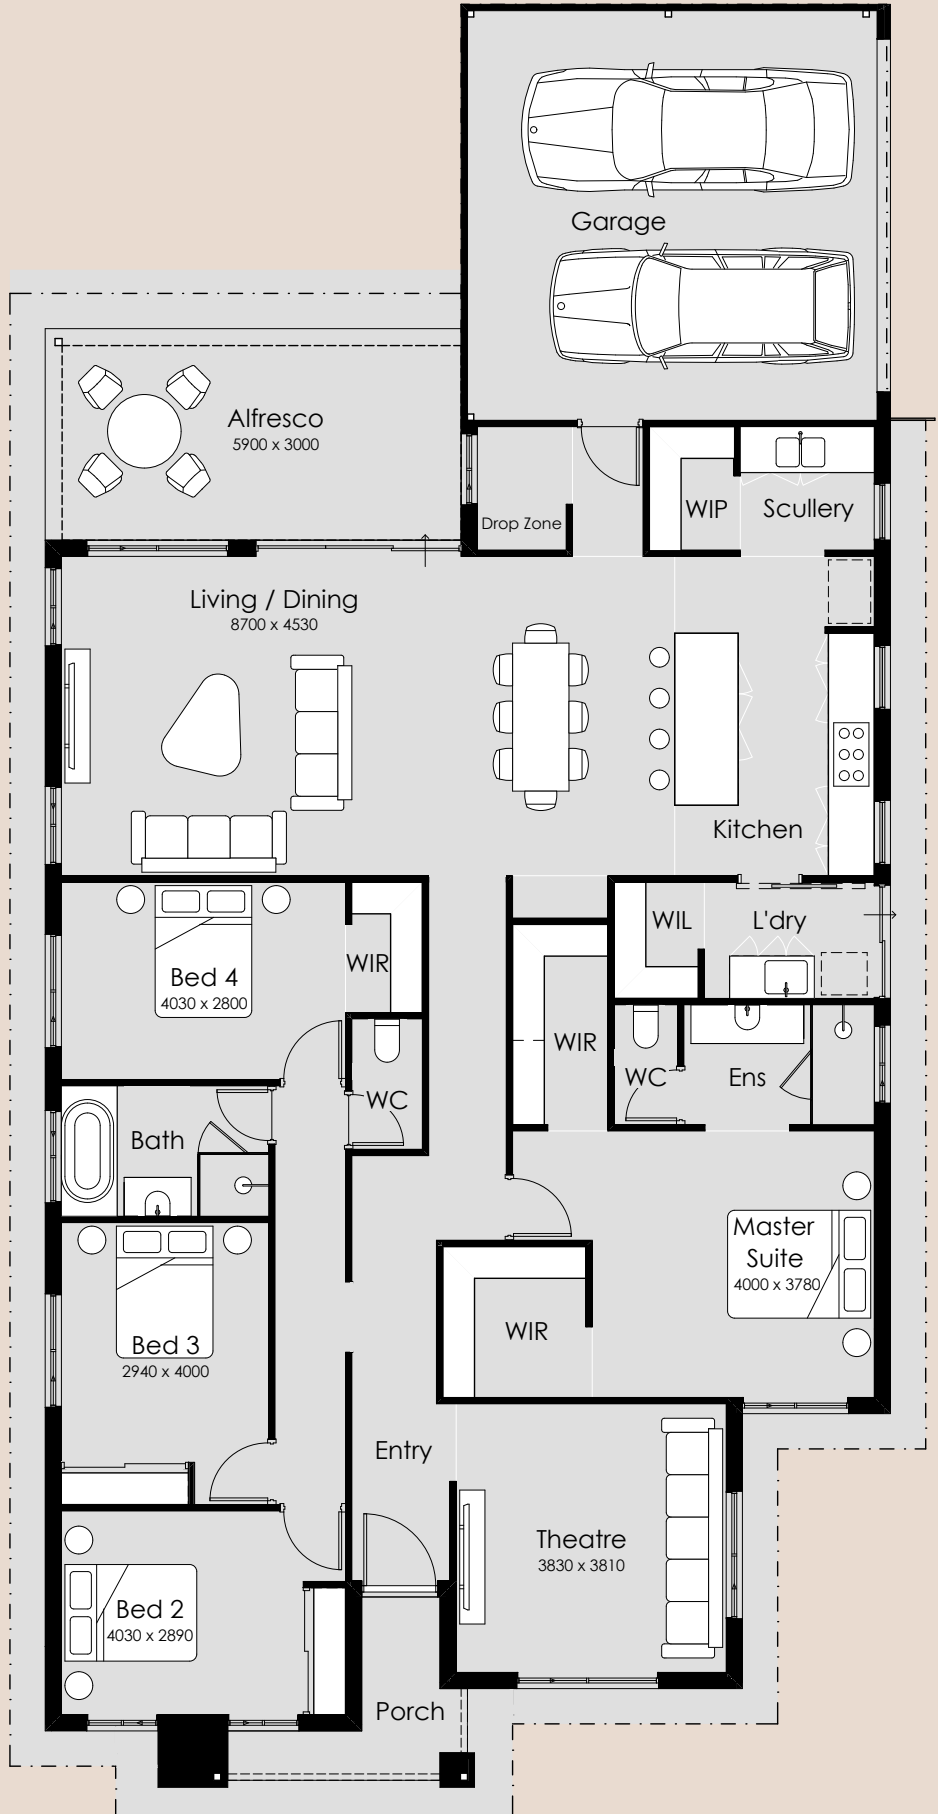 Garage
Alfresco
5900 x 3000
Drop Zone
WIP
Scullery
Living / Dining
8700 x 4530
Kitchen
Bed 4
4030 x 2800
WIR
WIL
L'dry
WC
WIR
WC
Ens
Bath
Master
Suite
4000 x 3780
Bed 3
2940 x 4000
WIR
Entry
Theatre
3830 x 3810
Bed 2
4030 x 2890
Porch